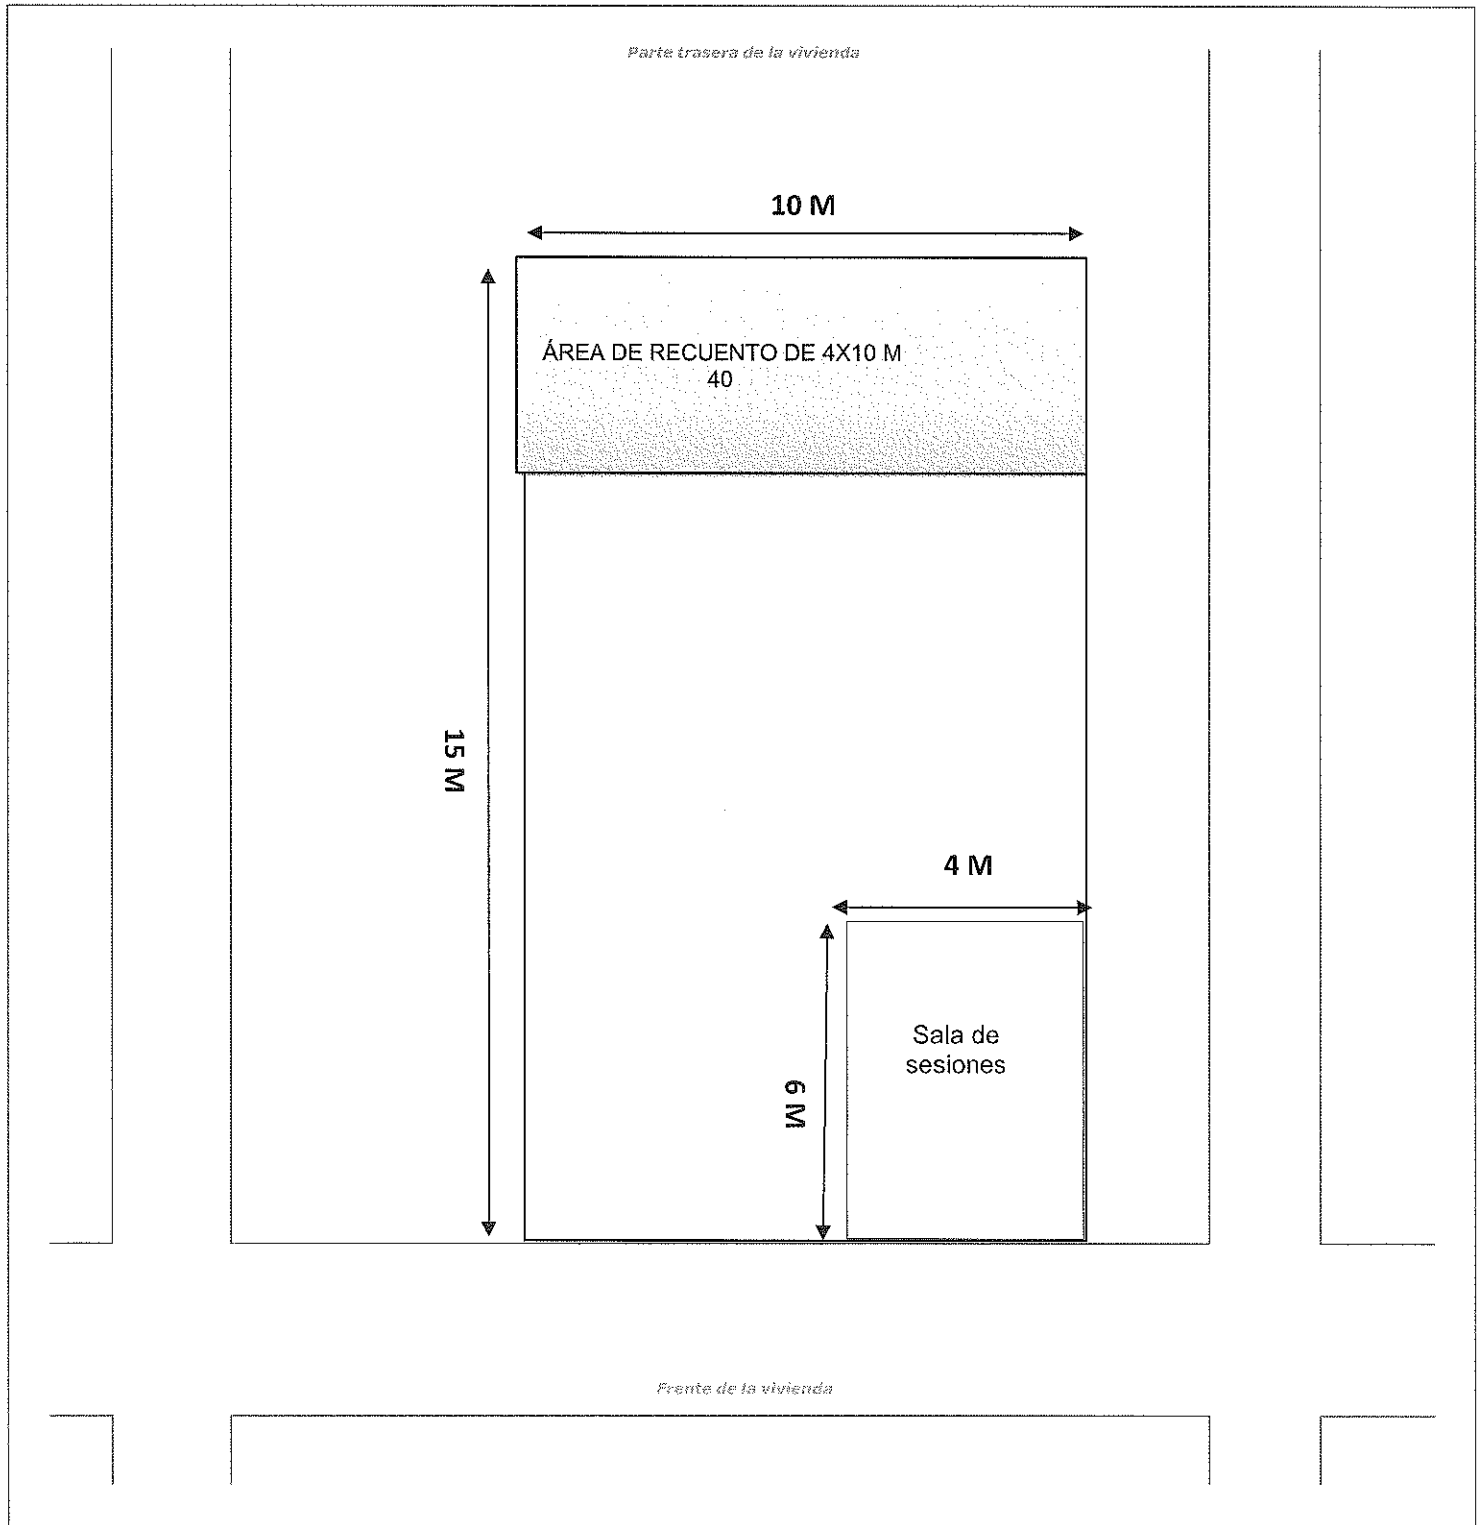 Parte trasera de la vivienda
10 M
ÁREA DE RECUENTO DE 4X10 M
40
15 M
4 M
Sala de
sesiones
6 M
Frente de la vivienda